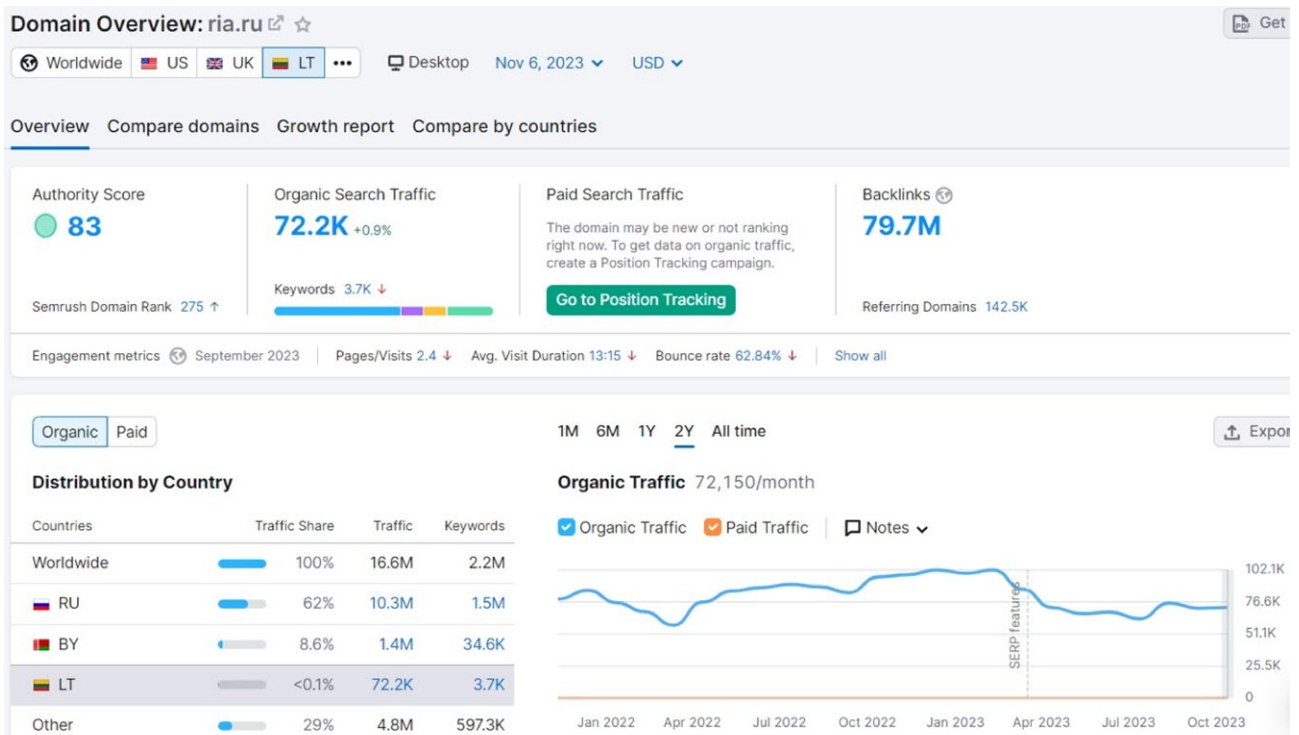 Domain Overview: ria.ru
Get
Worldwide US UK LT ••• Desktop Nov 6, 2023 USD
Overview Compare domains Growth report Compare by countries
Authority Score Organic Search Traffic Paid Search Traffic Backlinks
83 72.2K +0.9% The domain may be new or not ranking 79.7M
right now. To get data on organic traffic,
create a Position Tracking campaign.
Keywords 3.7K ↓ Go to Position Tracking
Semrush Domain Rank 275 ↑ Referring Domains 142.5K
Engagement metrics September 2023 Pages/Visits 2.4 ↓ Avg. Visit Duration 13:15 ↓ Bounce rate 62.84% ↓ Show all
Organic Paid 1M 6M 1Y 2Y All time Expor
Distribution by Country Organic Traffic 72,150/month
Countries Traffic Share Traffic Keywords Organic Traffic Paid Traffic Notes
Worldwide 100% 16.6M 2.2M
RU 62% 10.3M 1.5M
BY 8.6% 1.4M 34.6K
LT <0.1% 72.2K 3.7K
Other 29% 4.8M 597.3K
SERP features
102.1K
76.6K
51.1K
25.5K
0
Jan 2022 Apr 2022 Jul 2022 Oct 2022 Jan 2023 Apr 2023 Jul 2023 Oct 2023